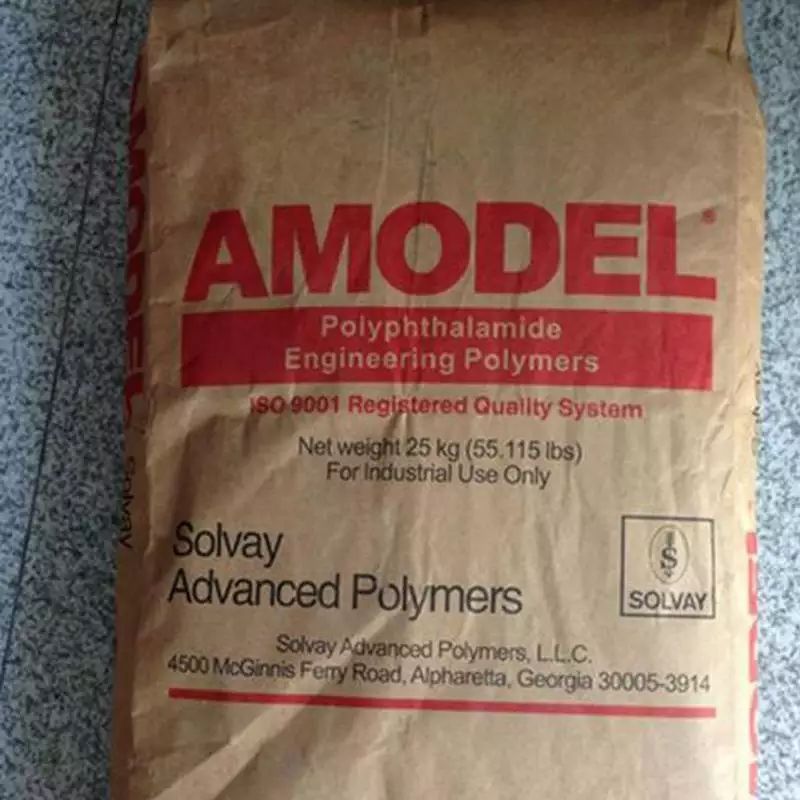 AMODEL®
Polyphthalamide
Engineering Polymers
ISO 9001 Registered Quality System
Net weight 25 kg (55.115 lbs)
For Industrial Use Only
Solvay
Advanced Polymers
S
SOLVAY
Solvay Advanced Polymers, L.L.C.
4500 McGinnis Ferry Road, Alpharetta, Georgia 30005-3914
Solvay